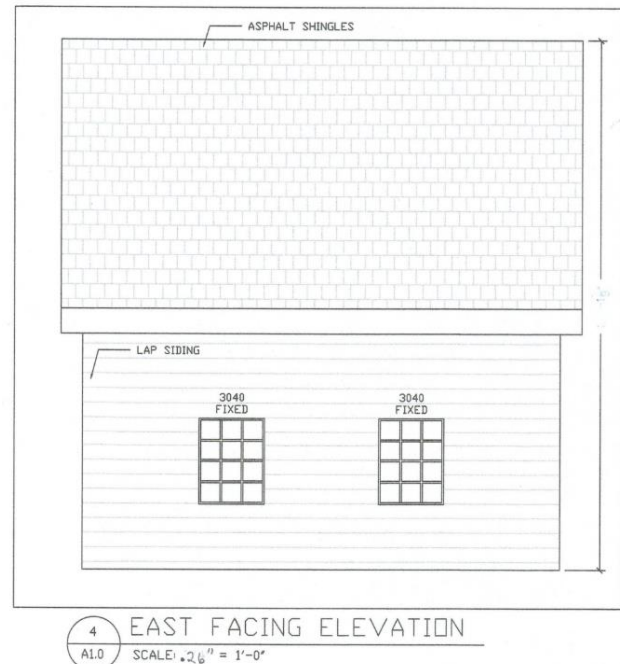 ASPHALT SHINGLES
LAP SIDING
3040
FIXED
3040
FIXED
4
A1.0
EAST FACING ELEVATION
SCALE: .26" = 1'-0"